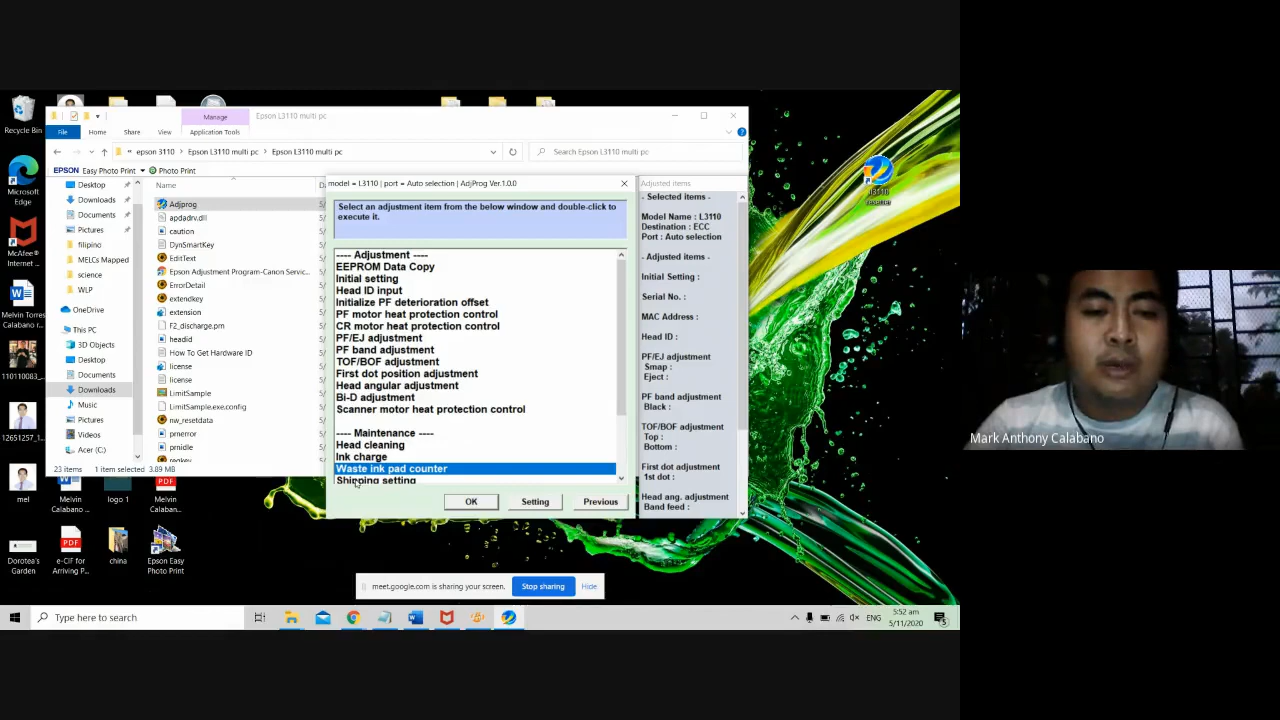 Recycle Bin
Microsoft
Edge
McAfee®
Internet ...
Melvin Torres
Calabano r...
110110083_...
12651257_1...
mel
Dorotea's
Garden
Melvin
Calabano ...
e-CIF for
Arriving P...
logo 1
china
Melvin
Calaban...
Epson Easy
Photo Print
l3110
resetter
Manage
Epson L3110 multi pc
File
Home
Share
View
Application Tools
« epson 3110 > Epson L3110 multi pc > Epson L3110 multi pc
Search Epson L3110 multi pc
EPSON Easy Photo Print
Photo Print
Desktop
Downloads
Documents
Pictures
filipino
MELCs Mapped
science
WLP
OneDrive
This PC
3D Objects
Desktop
Documents
Downloads
Music
Pictures
Videos
Acer (C:)
Name
Adjprog
apdadrv.dll
caution
DynSmartKey
EditText
Epson Adjustment Program-Canon Servic...
ErrorDetail
extendkey
extension
F2_discharge.prn
headid
How To Get Hardware ID
license
license
LimitSample
LimitSample.exe.config
nw_resetdata
prnerror
prnidle
23 items
1 item selected 3.89 MB
model = L3110 | port = Auto selection | AdjProg Ver.1.0.0
Select an adjustment item from the below window and double-click to
execute it.
---- Adjustment ----
EEPROM Data Copy
Initial setting
Head ID input
Initialize PF deterioration offset
PF motor heat protection control
CR motor heat protection control
PF/EJ adjustment
PF band adjustment
TOF/BOF adjustment
First dot position adjustment
Head angular adjustment
Bi-D adjustment
Scanner motor heat protection control
---- Maintenance ----
Head cleaning
Ink charge
Waste ink pad counter
Shipping setting
OK
Setting
Previous
Adjusted items
- Selected items -
Model Name : L3110
Destination : ECC
Port : Auto selection
- Adjusted items -
Initial Setting :
Serial No. :
MAC Address :
Head ID :
PF/EJ adjustment
Smap :
Eject :
PF band adjustment
Black :
TOF/BOF adjustment
Top :
Bottom :
First dot adjustment
1st dot :
Head ang. adjustment
Band feed :
meet.google.com is sharing your screen.
Stop sharing
Hide
Type here to search
ENG
5:52 am
5/11/2020
Mark Anthony Calabano